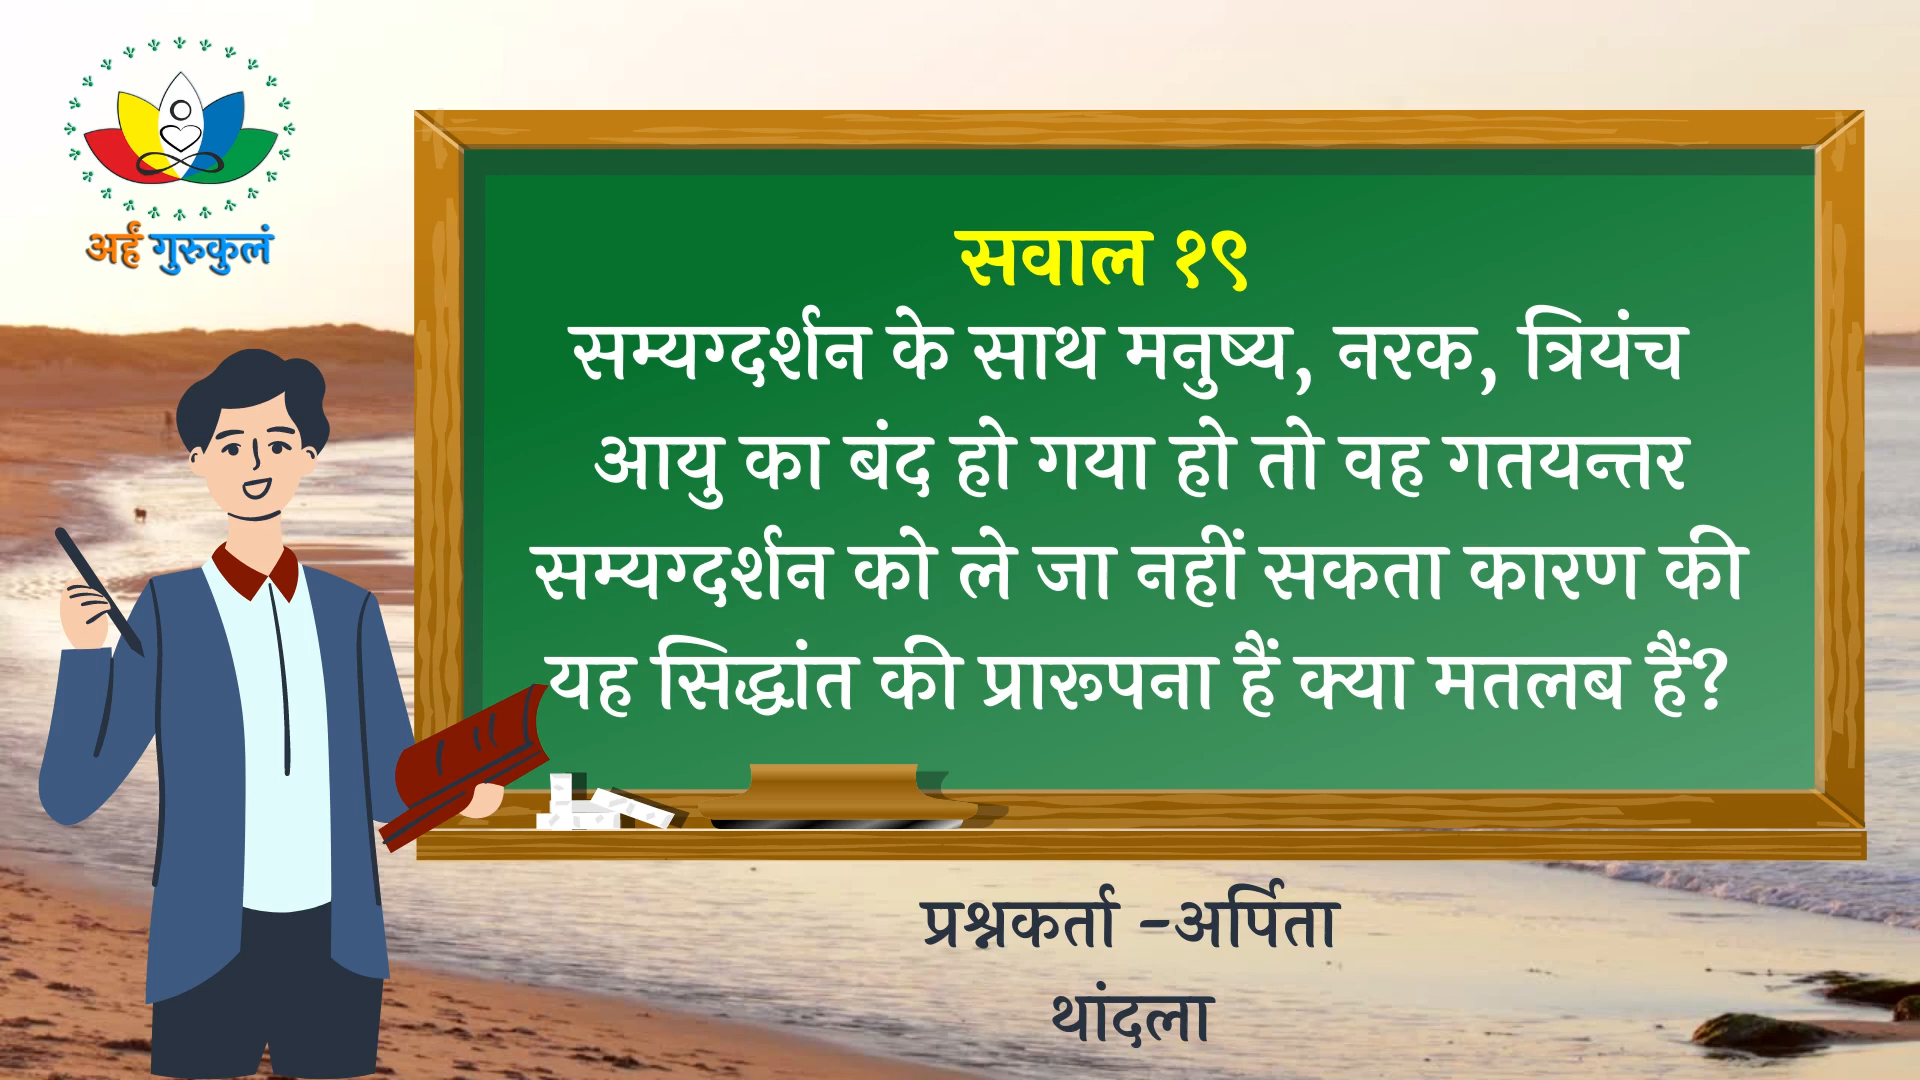 अर्हं गुरुकुलं
सवाल १९
सम्यग्दर्शन के साथ मनुष्य, नरक, त्रियंच
आयु का बंद हो गया हो तो वह गतयन्तर
सम्यग्दर्शन को ले जा नहीं सकता कारण की
यह सिद्धांत की प्रारूपना हैं क्या मतलब हैं?
प्रश्नकर्ता -अर्पिता
थांदला